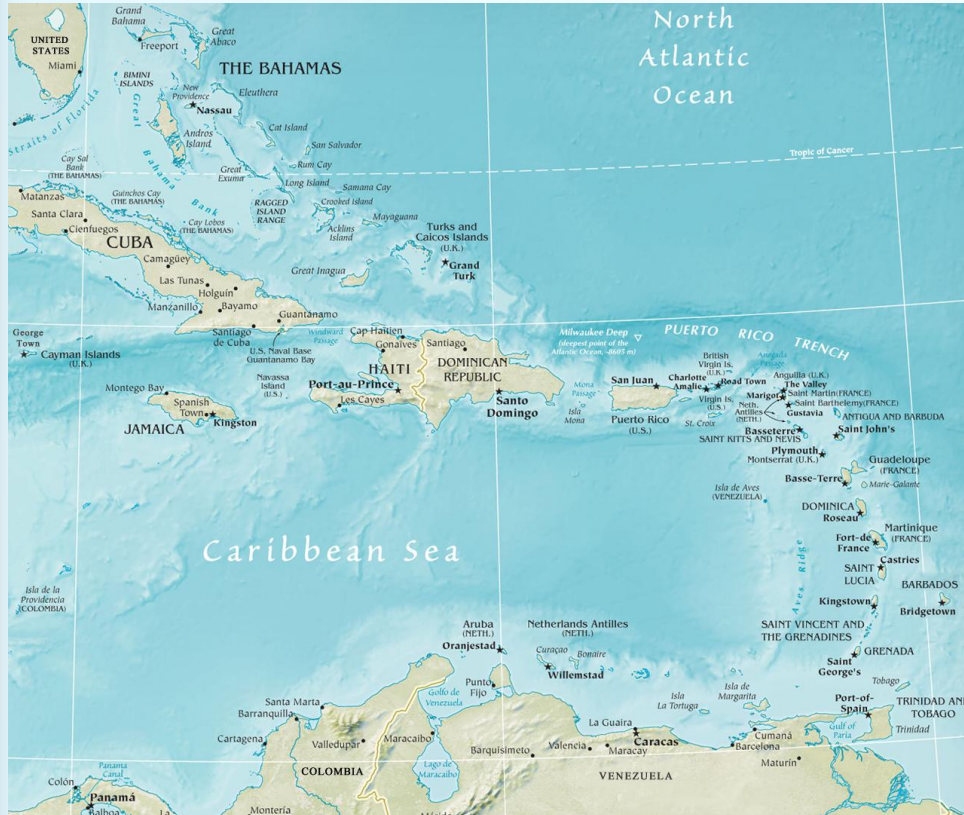 North
Atlantic
Ocean
Grand
Bahama
Freeport
Great
Abaco
UNITED
STATES
Miami
THE BAHAMAS
BIMINI
ISLANDS
New
Providence
Nassau
Eleuthera
Straits of Florida
Great Bahama Bank
Andros
Island
Cat Island
San Salvador
Cay Sal
Bank
(THE BAHAMAS)
Great
Exuma
Rum Cay
Long Island
Tropic of Cancer
Matanzas
Santa Clara
Cienfuegos
Guinchos Cay
(THE BAHAMAS)
Cay Lobos
(THE BAHAMAS)
RAGGED
ISLAND
RANGE
Samana Cay
Crooked Island
Acklins
Island
Mayaguana
CUBA
Camagüey
Las Tunas
Holguín
Manzanillo
Bayamo
Guantánamo
Santiago
de Cuba
U.S. Naval Base
Guantanamo Bay
Great Inagua
Turks and
Caicos Islands
(U.K.)
Grand
Turk
George
Town
Cayman Islands
(U.K.)
Windward
Passage
Cap-Haïtien
Gonaïves
Santiago
HAITI
DOMINICAN
REPUBLIC
Navassa
Island
(U.S.)
Port-au-Prince
Les Cayes
Santo
Domingo
Montego Bay
Spanish
Town
Kingston
JAMAICA
Milwaukee Deep
(deepest point of the
Atlantic Ocean, -8605 m)
PUERTO RICO TRENCH
Mona
Passage
Isla
Mona
San Juan
Puerto Rico
(U.S.)
British
Virgin Is.
(U.K.)
Charlotte
Amalie
Road Town
Virgin Is.
(U.S.)
St. Croix
Anegada
Passage
Anguilla (U.K.)
The Valley
Saint Martin(FRANCE)
Marigot
Saint Barthelemy(FRANCE)
Gustavia
Neth.
Antilles
(NETH.)
ANTIGUA AND BARBUDA
Saint John's
Basseterre
SAINT KITTS AND NEVIS
Plymouth
Montserrat (U.K.)
Guadeloupe
(FRANCE)
Basse-Terre
Marie-Galante
Isla de Aves
(VENEZUELA)
DOMINICA
Roseau
Martinique
(FRANCE)
Fort-de
France
Caribbean Sea
Aves Ridge
Castries
SAINT
LUCIA
BARBADOS
Bridgetown
Kingstown
SAINT VINCENT AND
THE GRENADINES
GRENADA
Saint
George's
Isla de la
Providencia
(COLOMBIA)
Aruba
(NETH.)
Oranjestad
Netherlands Antilles
(NETH.)
Curaçao
Bonaire
Willemstad
Punto
Fijo
Golfo de
Venezuela
Isla
La Tortuga
Isla de
Margarita
Tobago
Port-of-
Spain
TRINIDAD AND
TOBAGO
Trinidad
Gulf of
Paria
Santa Marta
Barranquilla
Cartagena
Valledupar
Maracaibo
Lago de
Maracaibo
Barquisimeto
Valencia
La Guaira
Caracas
Maracay
Cumaná
Barcelona
Maturín
COLOMBIA
VENEZUELA
Panama
Canal
Colón
Panamá
Balboa
La
Montería